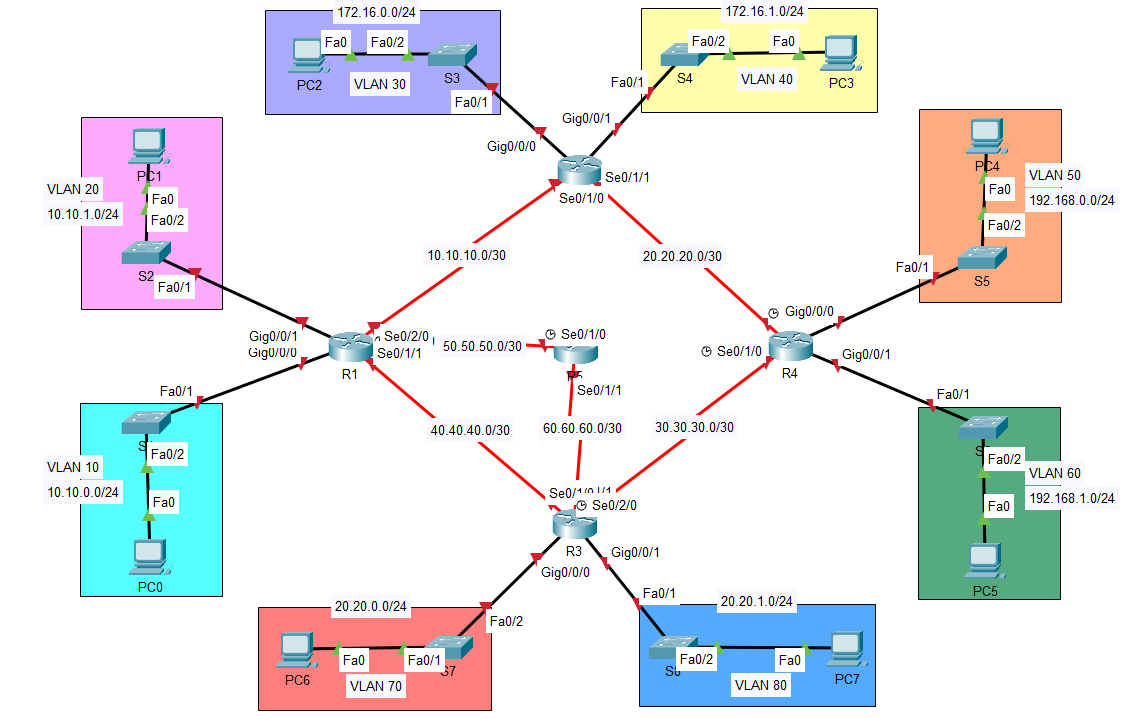 172.16.0.0/24
172.16.1.0/24
Fa0
Fa0/2
PC2
VLAN 30
S3
Fa0/1
Fa0/2
Fa0
S4
PC3
VLAN 40
Fa0/1
Gig0/0/1
Gig0/0/0
Se0/1/1
Se0/1/0
PC1
VLAN 20
10.10.1.0/24
Fa0
Fa0/2
S2
Fa0/1
PC4
VLAN 50
Fa0
192.168.0.0/24
Fa0/2
Fa0/1
S5
10.10.10.0/30
20.20.20.0/30
Gig0/0/1
Gig0/0/0
Se0/2/0
Se0/1/1
R1
50.50.50.0/30
Se0/1/0
Se0/1/1
Gig0/0/0
Se0/1/0
R4
Gig0/0/1
Fa0/1
Fa0/2
VLAN 10
10.10.0.0/24
Fa0
PC0
40.40.40.0/30
60.60.60.0/30
30.30.30.0/30
Fa0/1
Fa0/2
VLAN 60
192.168.1.0/24
Fa0
PC5
Se0/2/0
R3
Gig0/0/1
Gig0/0/0
20.20.0.0/24
Fa0/2
PC6
Fa0
Fa0/1
S7
VLAN 70
Fa0/1
20.20.1.0/24
Fa0/2
Fa0
PC7
VLAN 80